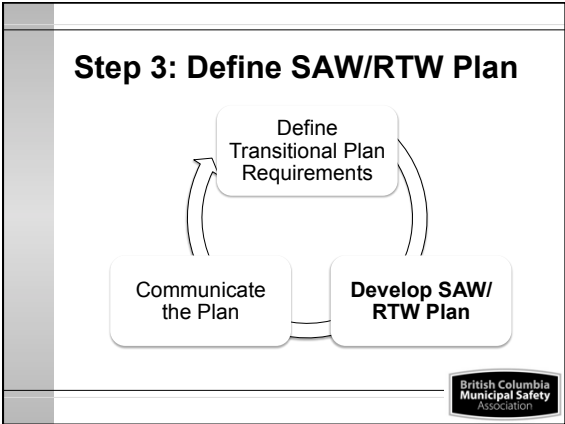 Step 3: Define SAW/RTW Plan
Define
Transitional Plan
Requirements
Develop SAW/
RTW Plan
Communicate
the Plan
British Columbia
Municipal Safety
Association